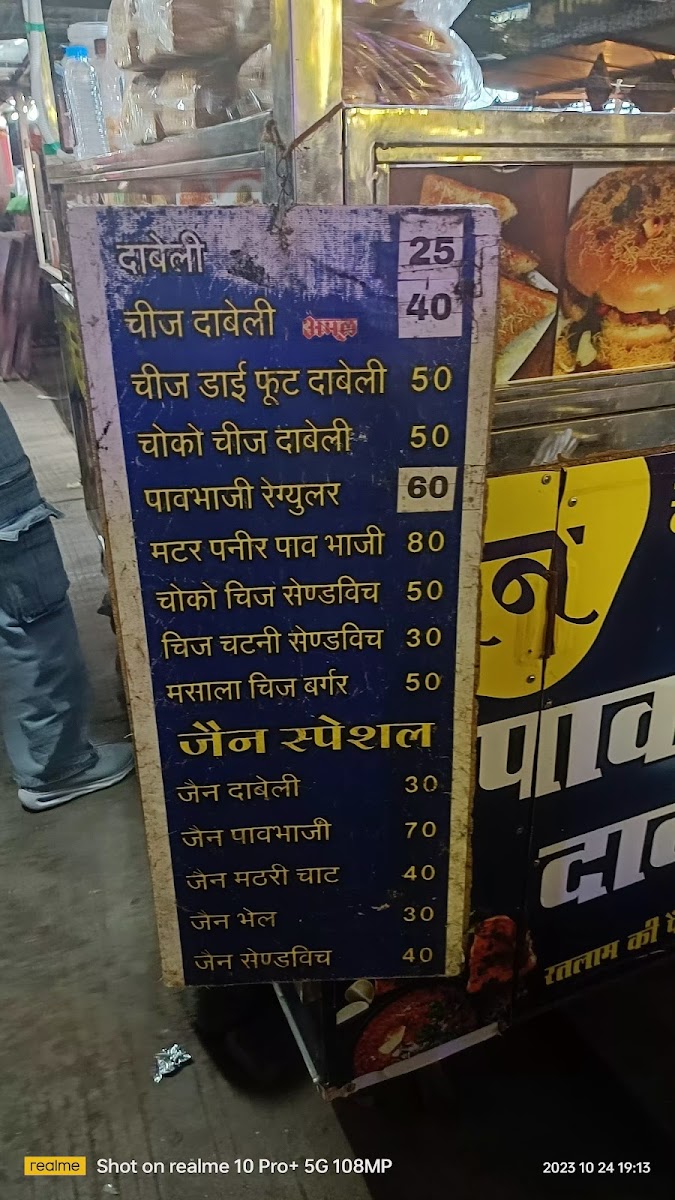 दाबेली 25
चीज दाबेली अमूल 40
चीज डाई फ्रूट दाबेली 50
चोको चीज दाबेली 50
पावभाजी रेग्युलर 60
मटर पनीर पाव भाजी 80
चोको चिज सेण्डविच 50
चिज चटनी सेण्डविच 30
मसाला चिज बर्गर 50
जैन स्पेशल
जैन दाबेली 30
जैन पावभाजी 70
जैन मठरी चाट 40
जैन भेल 30
जैन सेण्डविच 40
पाव
रतलाम की
realme Shot on realme 10 Pro+ 5G 108MP
2023 10 24 19:13